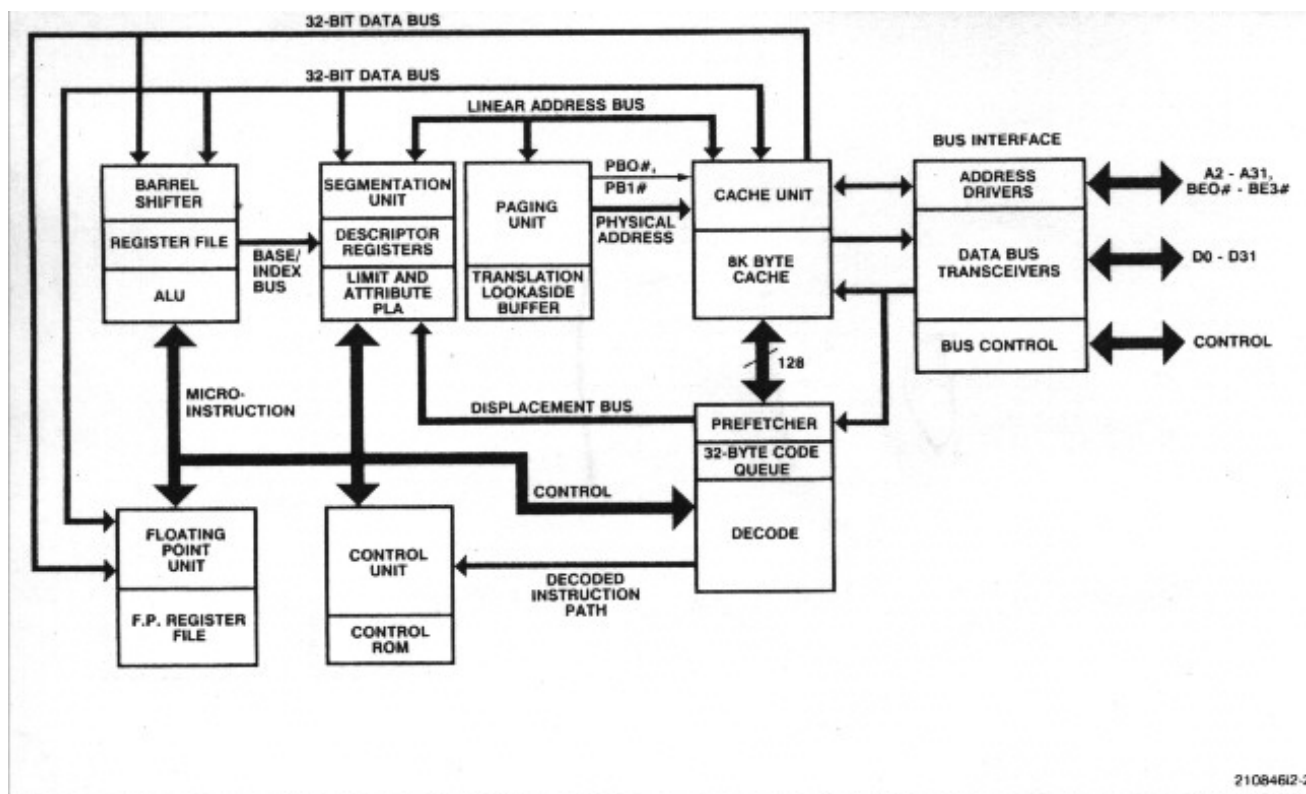 32-BIT DATA BUS
32-BIT DATA BUS
LINEAR ADDRESS BUS
BUS INTERFACE
BARREL
SHIFTER
REGISTER FILE
ALU
BASE/
INDEX
BUS
SEGMENTATION
UNIT
DESCRIPTOR
REGISTERS
LIMIT AND
ATTRIBUTE
PLA
PAGING
UNIT
TRANSLATION
LOOKASIDE
BUFFER
PBO#,
PB1#
PHYSICAL
ADDRESS
CACHE UNIT
8K BYTE
CACHE
ADDRESS
DRIVERS
DATA BUS
TRANSCEIVERS
BUS CONTROL
A2 - A31,
BEO# - BE3#
D0 - D31
CONTROL
128
MICRO-
INSTRUCTION
DISPLACEMENT BUS
PREFETCHER
32-BYTE CODE
QUEUE
DECODE
CONTROL
FLOATING
POINT
UNIT
F.P. REGISTER
FILE
CONTROL
UNIT
CONTROL
ROM
DECODED
INSTRUCTION
PATH
210846i2-2